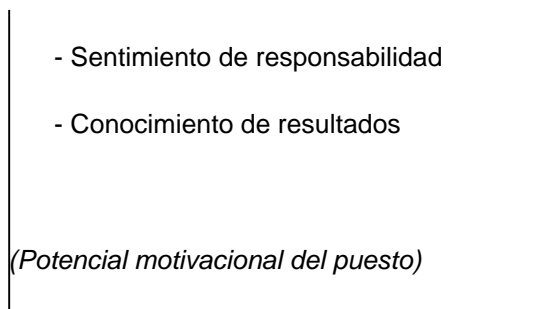 - Sentimiento de responsabilidad
- Conocimiento de resultados
(Potencial motivacional del puesto)